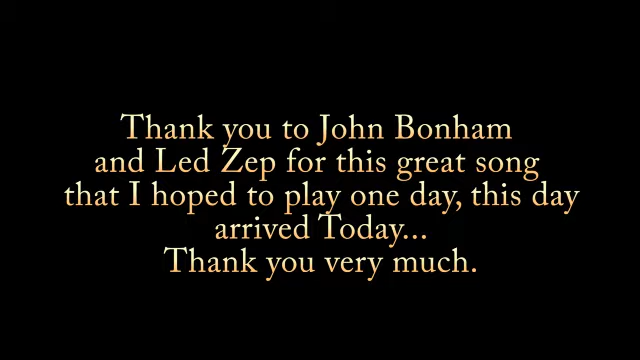 Thank you to John Bonham
and Led Zep for this great song
that I hoped to play one day, this day
arrived Today...
Thank you very much.